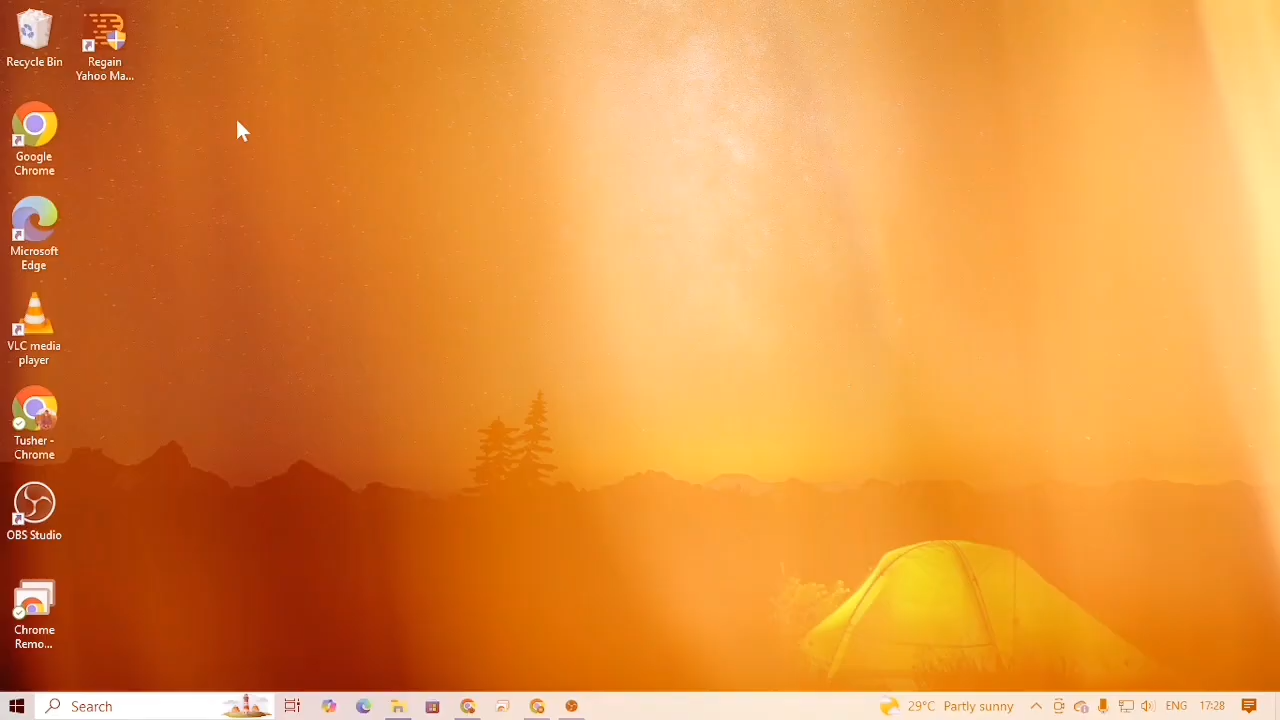 Recycle Bin
Regain
Yahoo Ma...
Google
Chrome
Microsoft
Edge
VLC media
player
Tusher -
Chrome
OBS Studio
Chrome
Remo...
Search
29°C Partly sunny
ENG
17:28